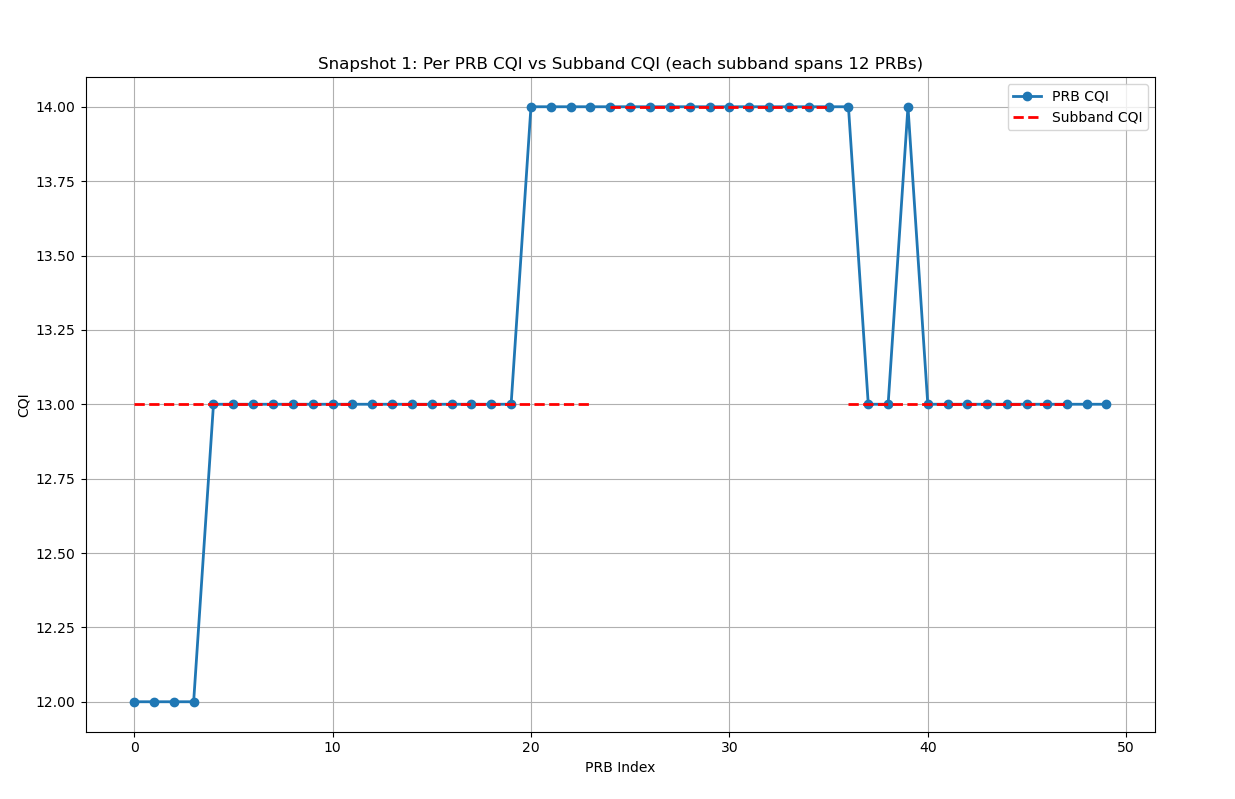 Snapshot 1: Per PRB CQI vs Subband CQI (each subband spans 12 PRBs)
PRB CQI
Subband CQI
14.00
13.75
13.50
13.25
13.00
12.75
12.50
12.25
12.00
CQI
0 10 20 30 40 50
PRB Index